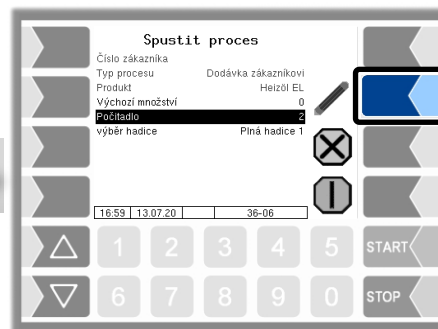 Spustit proces
Číslo zákazníka
Typ procesu Dodávka zákazníkovi
Produkt Heizöl EL
Výchozí množství 0
Počítadlo 2
výběr hadice Plná hadice 1
16:59 13.07.20 36-06
1 2 3 4 5 START
6 7 8 9 0 STOP